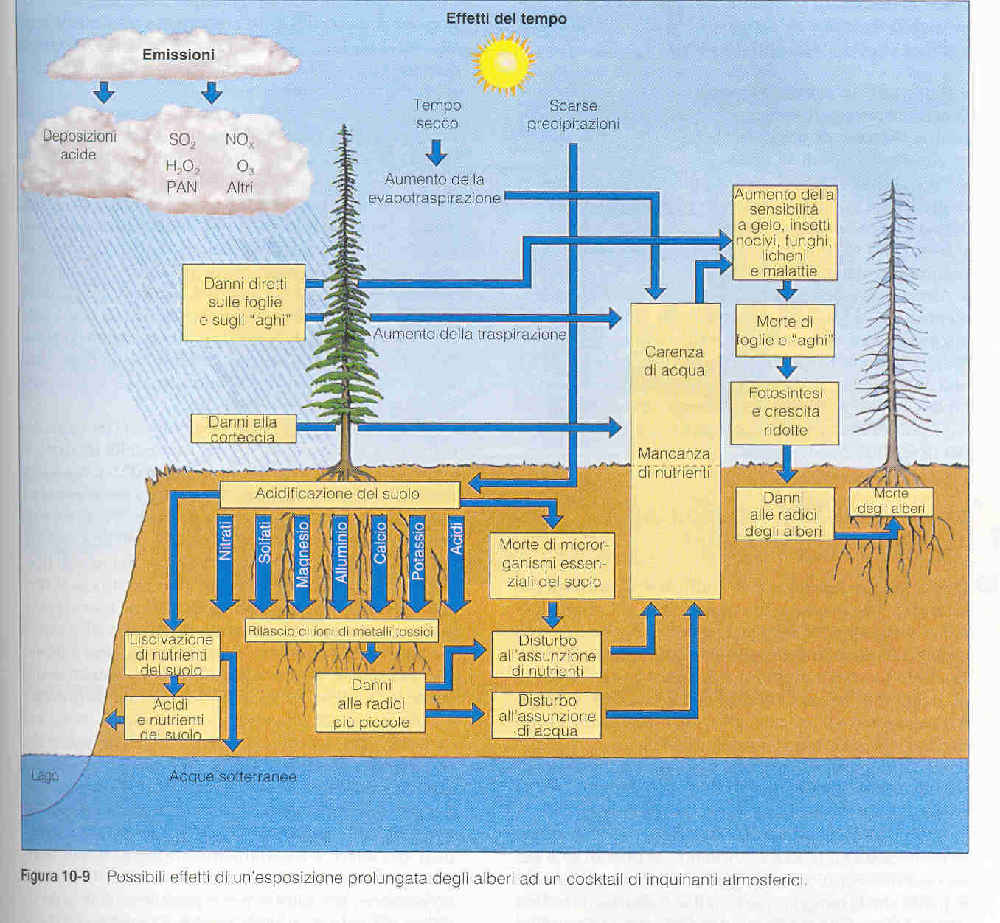 Effetti del tempo
Emissioni
Deposizioni
acide
SO₂ NOₓ
H₂O₂ O₃
PAN Altri
Tempo
secco
Scarse
precipitazioni
Aumento della
evapotraspirazione
Aumento della
sensibilità
a gelo, insetti
nocivi, funghi,
licheni
e malattie
Danni diretti
sulle foglie
e sugli “aghi”
Aumento della traspirazione
Morte di
foglie e “aghi”
Carenza
di acqua
Fotosintesi
e crescita
ridotte
Danni alla
corteccia
Mancanza
di nutrienti
Acidificazione del suolo
Danni
alle radici
degli alberi
Morte
degli alberi
Nitrati
Solfati
Magnesio
Alluminio
Calcio
Potassio
Acidi
Morte di micror-
ganismi essen-
ziali del suolo
Rilascio di ioni di metalli tossici
Liscivazione
di nutrienti
del suolo
Disturbo
all'assunzione
di nutrienti
Danni
alle radici
più piccole
Acidi
e nutrienti
del suolo
Disturbo
all'assunzione
di acqua
Lago
Acque sotterranee
Figura 10-9 Possibili effetti di un'esposizione prolungata degli alberi ad un cocktail di inquinanti atmosferici.